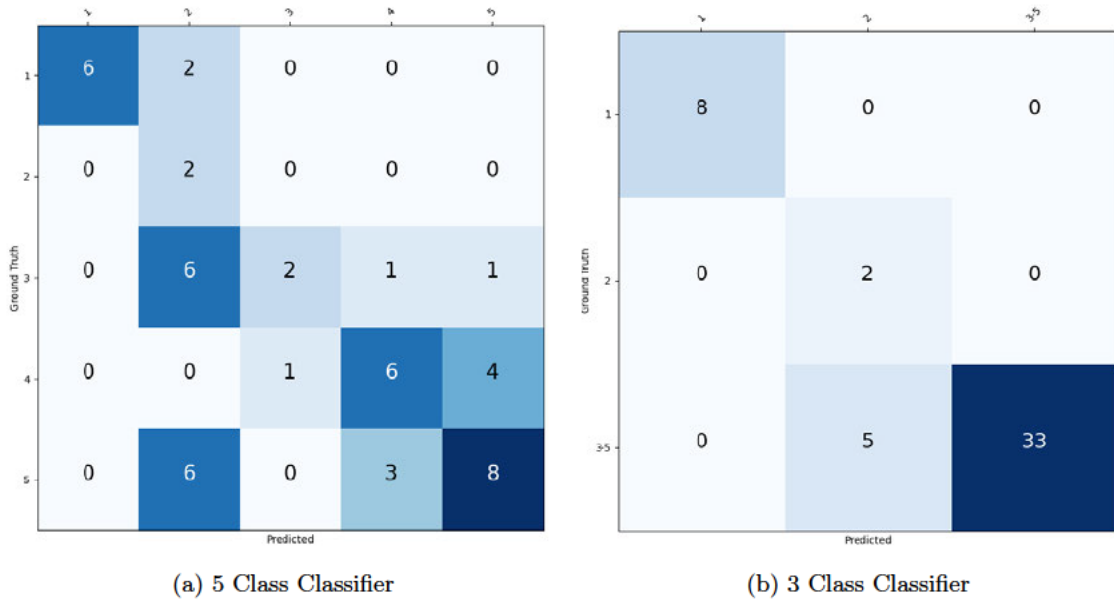 1 2 3 4 5
1 6 2 0 0 0
2 0 2 0 0 0
Ground Truth
3 0 6 2 1 1
4 0 0 1 6 4
5 0 6 0 3 8
Predicted
(a) 5 Class Classifier
1 2 3-5
1 8 0 0
Ground Truth
2 0 2 0
3-5 0 5 33
Predicted
(b) 3 Class Classifier